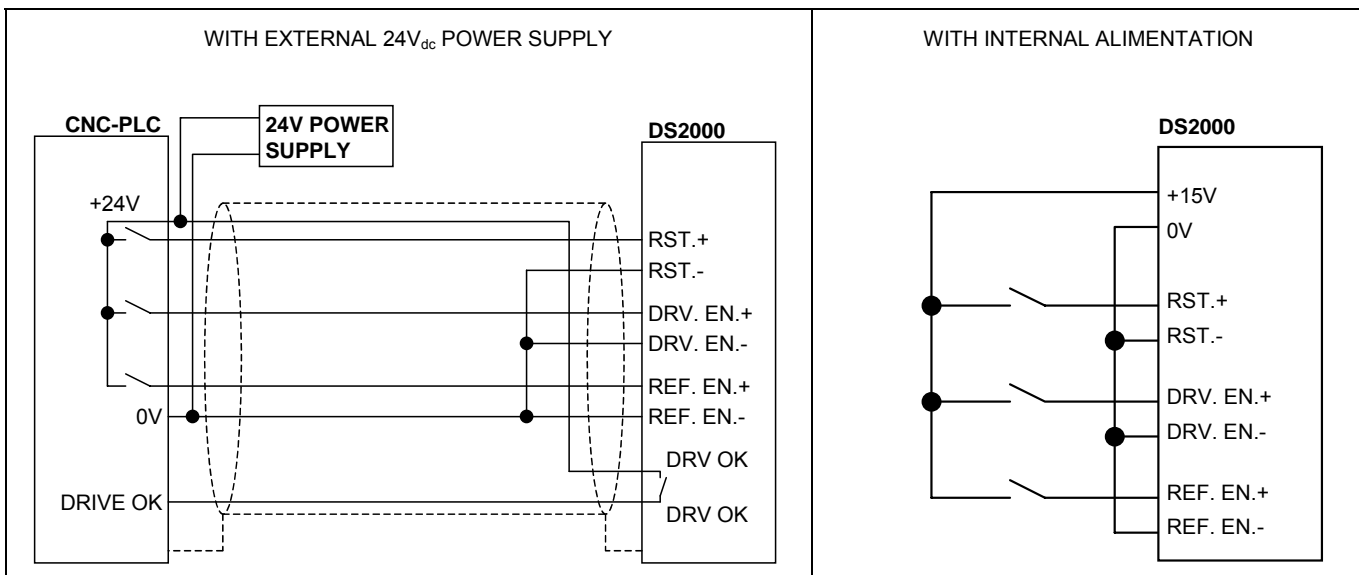 WITH EXTERNAL 24Vdc POWER SUPPLY
CNC-PLC
24V POWER
SUPPLY
DS2000
+24V
RST.+
RST.-
DRV. EN.+
DRV. EN.-
REF. EN.+
0V
REF. EN.-
DRV OK
DRIVE OK
DRV OK
WITH INTERNAL ALIMENTATION
DS2000
+15V
0V
RST.+
RST.-
DRV. EN.+
DRV. EN.-
REF. EN.+
REF. EN.-